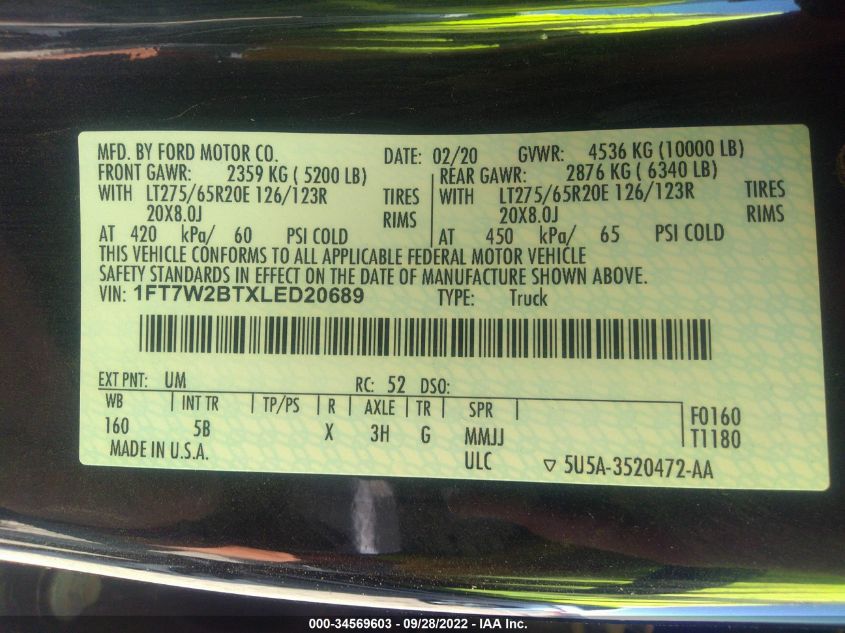 MFD. BY FORD MOTOR CO. DATE: 02/20 GVWR: 4536 KG (10000 LB)
FRONT GAWR: 2359 KG ( 5200 LB) REAR GAWR: 2876 KG ( 6340 LB)
WITH LT275/65R20E 126/123R TIRES WITH LT275/65R20E 126/123R TIRES
20X8.0J RIMS 20X8.0J RIMS
AT 420 kPa/ 60 PSI COLD AT 450 kPa/ 65 PSI COLD
THIS VEHICLE CONFORMS TO ALL APPLICABLE FEDERAL MOTOR VEHICLE
SAFETY STANDARDS IN EFFECT ON THE DATE OF MANUFACTURE SHOWN ABOVE.
VIN: 1FT7W2BTXLED20689 TYPE: Truck
EXT PNT: UM RC: 52 DSO:
WB INT TR TP/PS R AXLE TR SPR F0160
160 5B X 3H G MMJJ T1180
MADE IN U.S.A. ULC ▽ 5U5A-3520472-AA
000-34569603 - 09/28/2022 - IAA Inc.